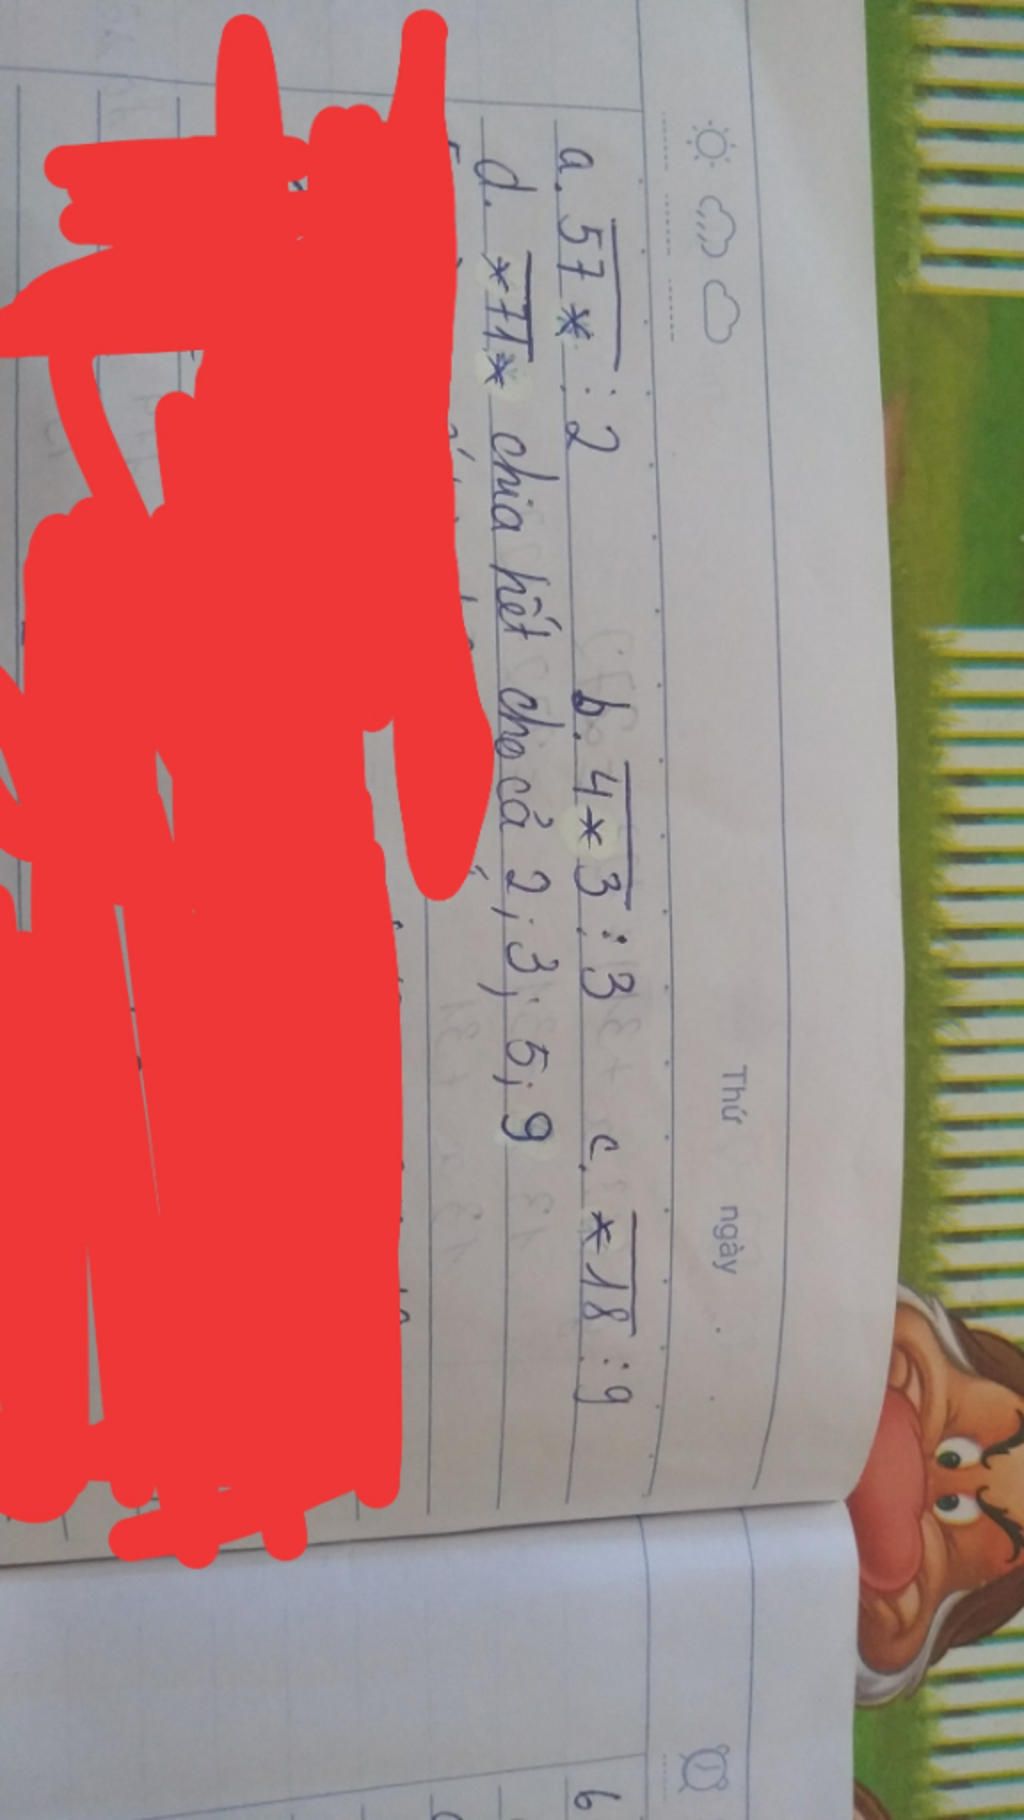 Thứ ngày
a. 57* ⋮ 2 b. 4*3 ⋮ 3 c. *18 ⋮ 9
d. *71* chia hết cho cả 2; 3; 5; 9
b